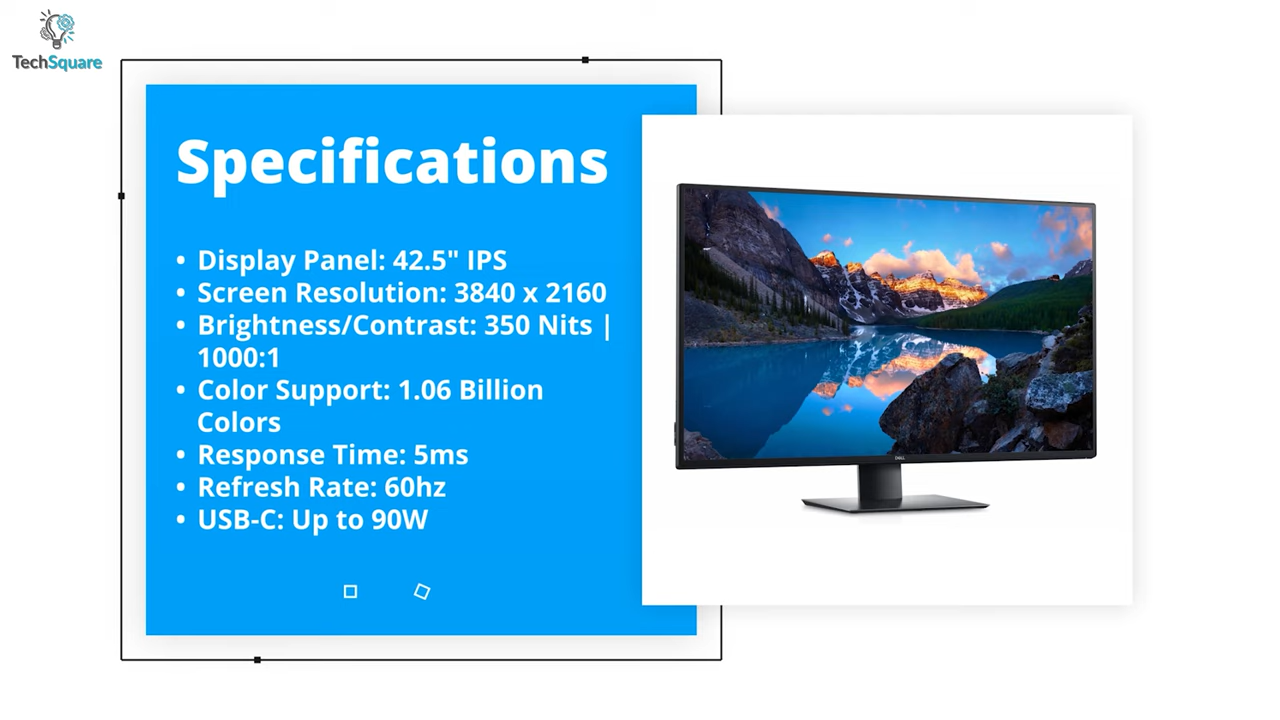 TechSquare
Specifications
• Display Panel: 42.5" IPS
• Screen Resolution: 3840 x 2160
• Brightness/Contrast: 350 Nits |
1000:1
• Color Support: 1.06 Billion
Colors
• Response Time: 5ms
• Refresh Rate: 60hz
• USB-C: Up to 90W
DELL